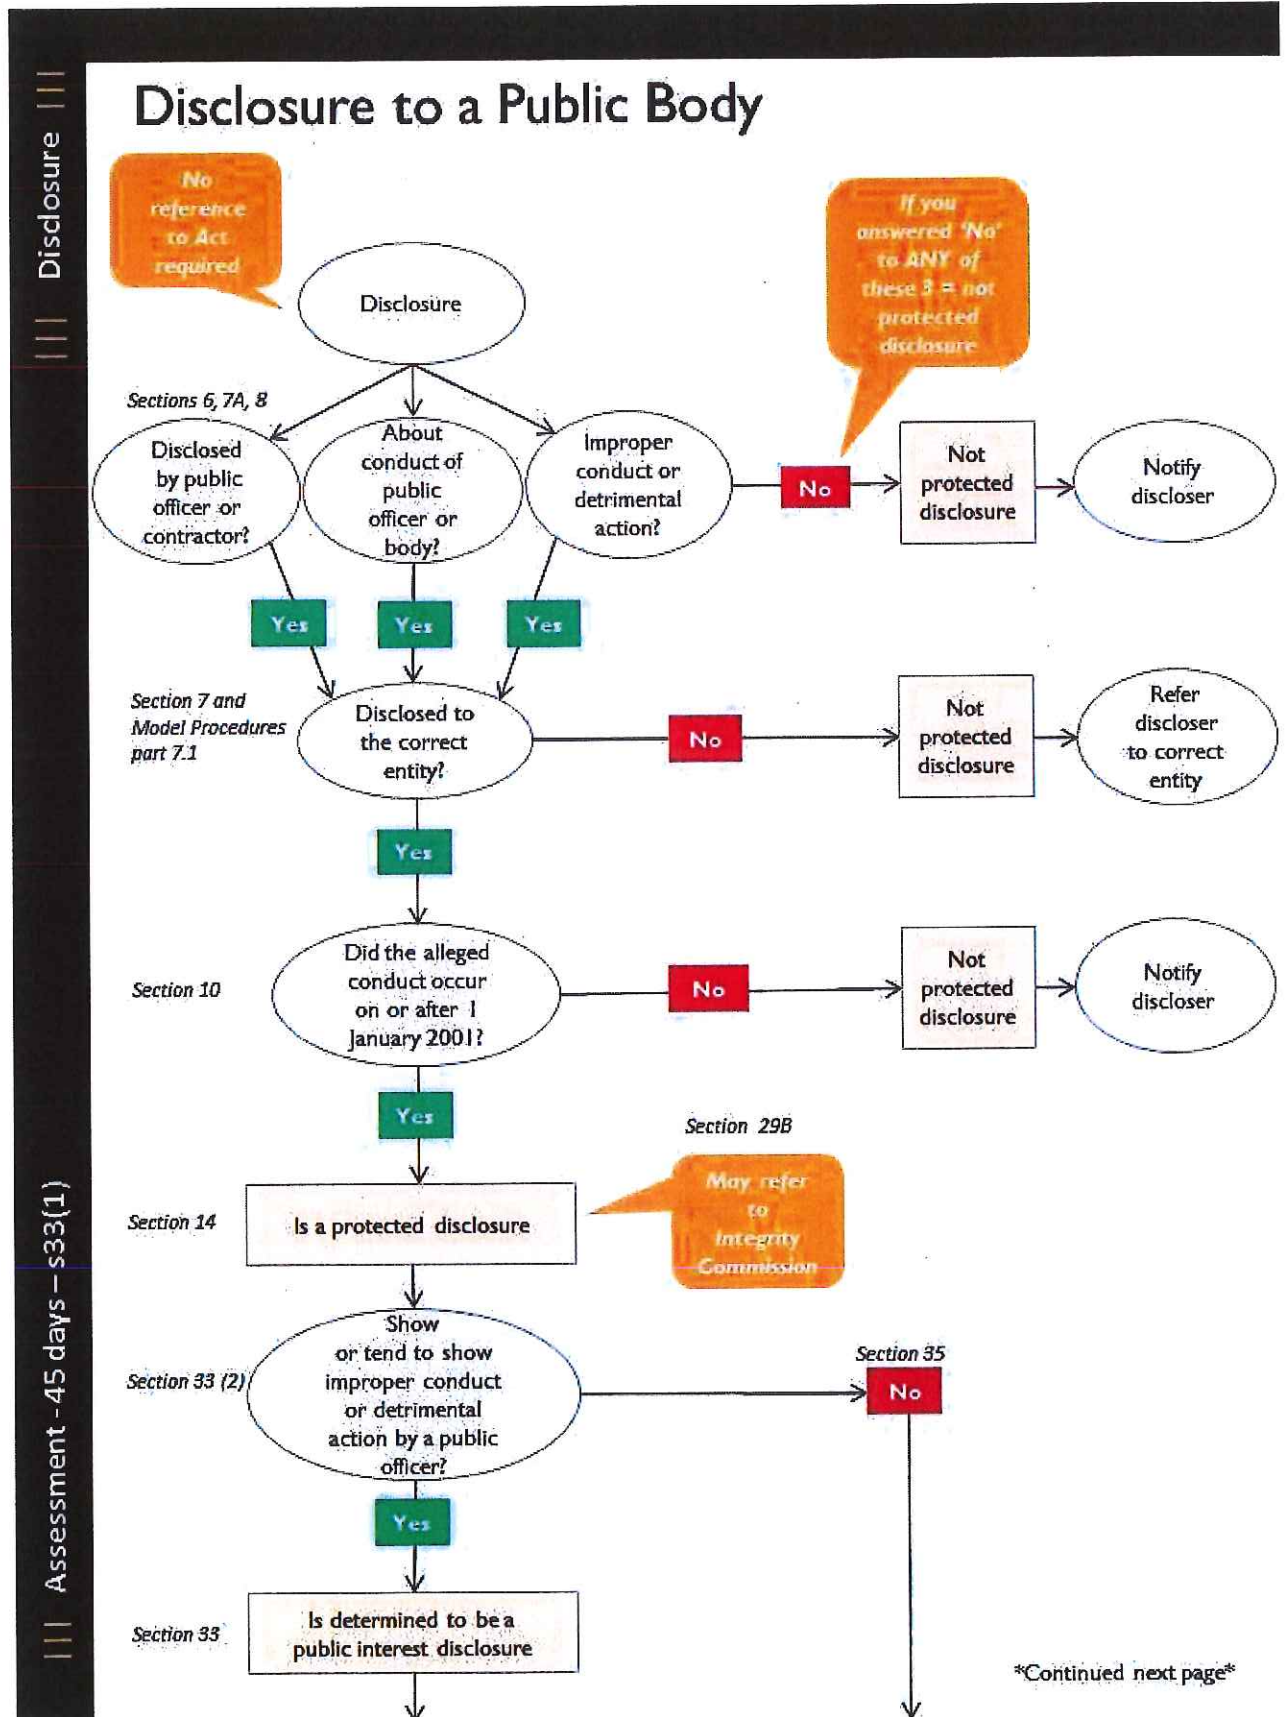 Disclosure to a Public Body
||| Disclosure |||
No
reference
to Act
required
If you
answered 'No'
to ANY of
these 3 = not
protected
disclosure
Disclosure
Sections 6, 7A, 8
Disclosed
by public
officer or
contractor?
About
conduct of
public
officer or
body?
Improper
conduct or
detrimental
action?
No
Not
protected
disclosure
Notify
discloser
Yes
Yes
Yes
Section 7 and
Model Procedures
part 7.1
Disclosed to
the correct
entity?
No
Not
protected
disclosure
Refer
discloser
to correct
entity
Yes
Section 10
Did the alleged
conduct occur
on or after 1
January 2001?
No
Not
protected
disclosure
Notify
discloser
Yes
Section 29B
May refer
to
Integrity
Commission
Section 14
Is a protected disclosure
||| Assessment - 45 days – s33(1) |||
Section 33 (2)
Show
or tend to show
improper conduct
or detrimental
action by a public
officer?
Section 35
No
Yes
Section 33
Is determined to be a
public interest disclosure
*Continued next page*